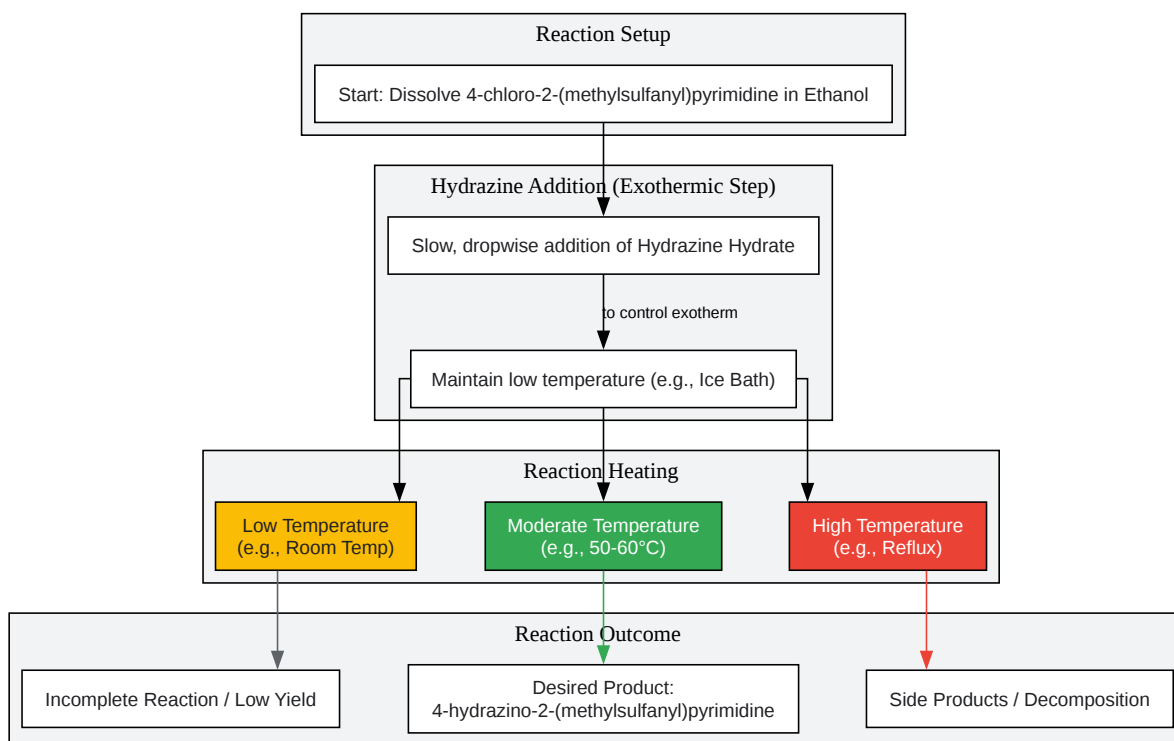 Reaction Setup
Start: Dissolve 4-chloro-2-(methylsulfanyl)pyrimidine in Ethanol
Hydrazine Addition (Exothermic Step)
Slow, dropwise addition of Hydrazine Hydrate
to control exotherm
Maintain low temperature (e.g., Ice Bath)
Reaction Heating
Low Temperature
(e.g., Room Temp)
Moderate Temperature
(e.g., 50-60°C)
High Temperature
(e.g., Reflux)
Reaction Outcome
Incomplete Reaction / Low Yield
Desired Product:
4-hydrazino-2-(methylsulfanyl)pyrimidine
Side Products / Decomposition